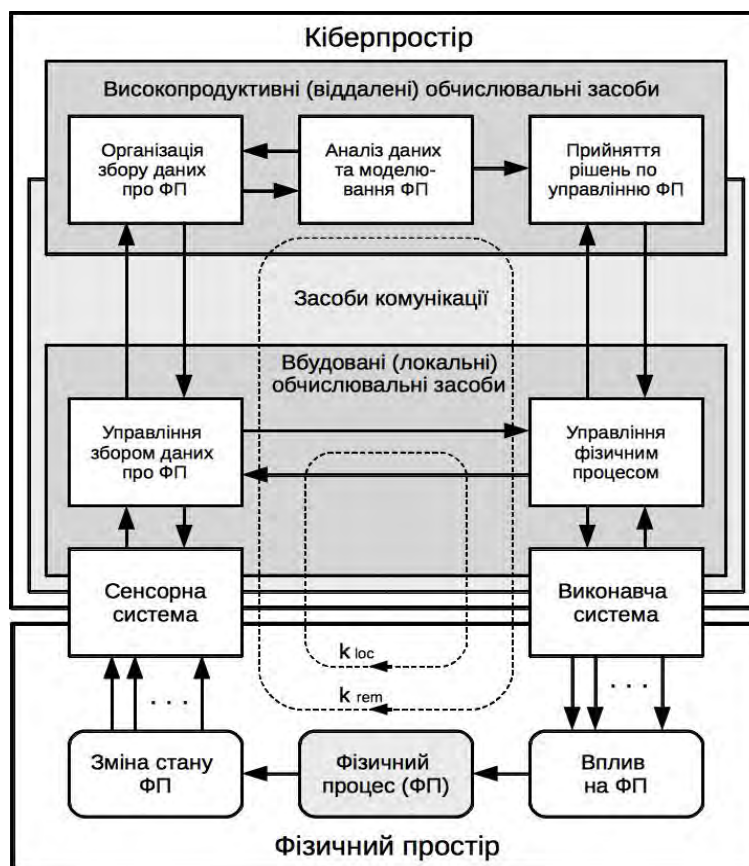 Кіберпростір
Високопродуктивні (віддалені) обчислювальні засоби
Організація
збору даних
про ФП
Аналіз даних
та моделю-
вання ФП
Прийняття
рішень по
управлінню ФП
Засоби комунікації
Вбудовані (локальні)
обчислювальні засоби
Управління
збором даних
про ФП
Управління
фізичним
процесом
Сенсорна
система
Виконавча
система
k loc
k rem
. . .
. . .
Зміна стану
ФП
Фізичний
процес (ФП)
Вплив
на ФП
Фізичний простір